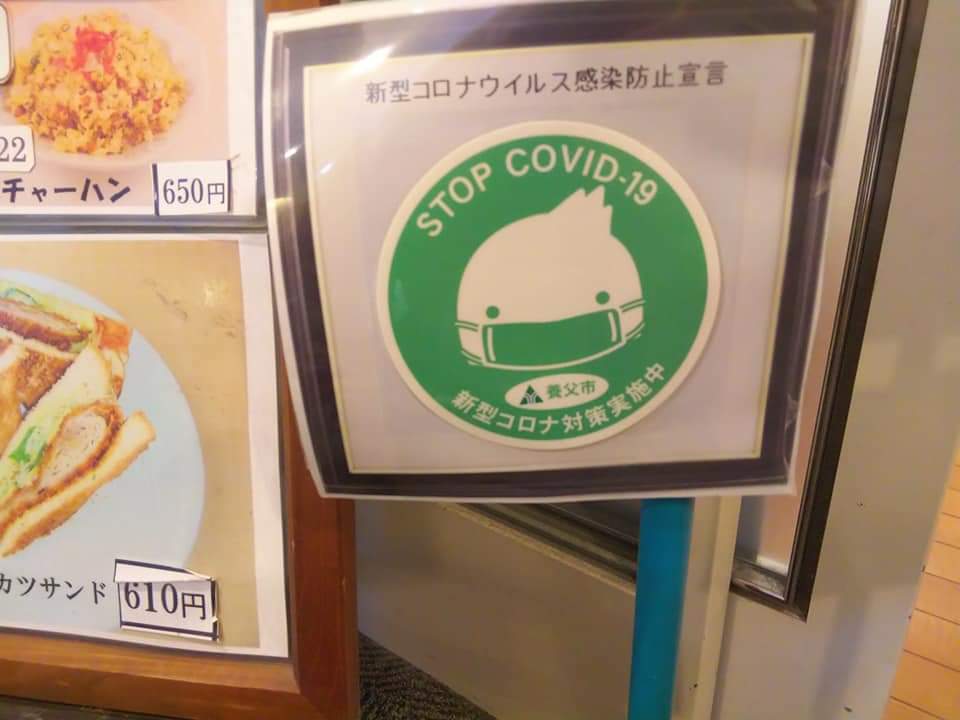 新型コロナウイルス感染防止宣言
STOP COVID-19
養父市
新型コロナ対策実施中
22
チャーハン
650円
カツサンド
610円